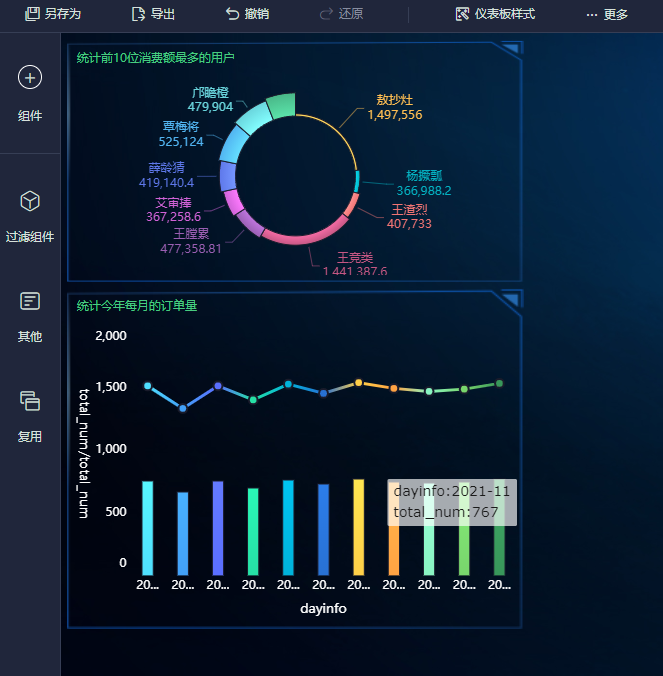 另存为
导出
撤销
还原
仪表板样式
更多
组件
过滤组件
其他
复用
统计前10位消费额最多的用户
邝瞻橙
479,904
敖抄灶
1,497,556
覃梅将
525,124
薛龄猜
419,140.4
杨撅瓢
366,988.2
艾审捧
367,258.6
王渲烈
407,733
王膛累
477,358.81
王竞类
1,441,387.6
统计今年每月的订单量
2,000
1,500
1,000
500
0
total_num/total_num
dayinfo:2021-11
total_num:767
20... 20... 20... 20... 20... 20... 20... 20... 20... 20... 20...
dayinfo